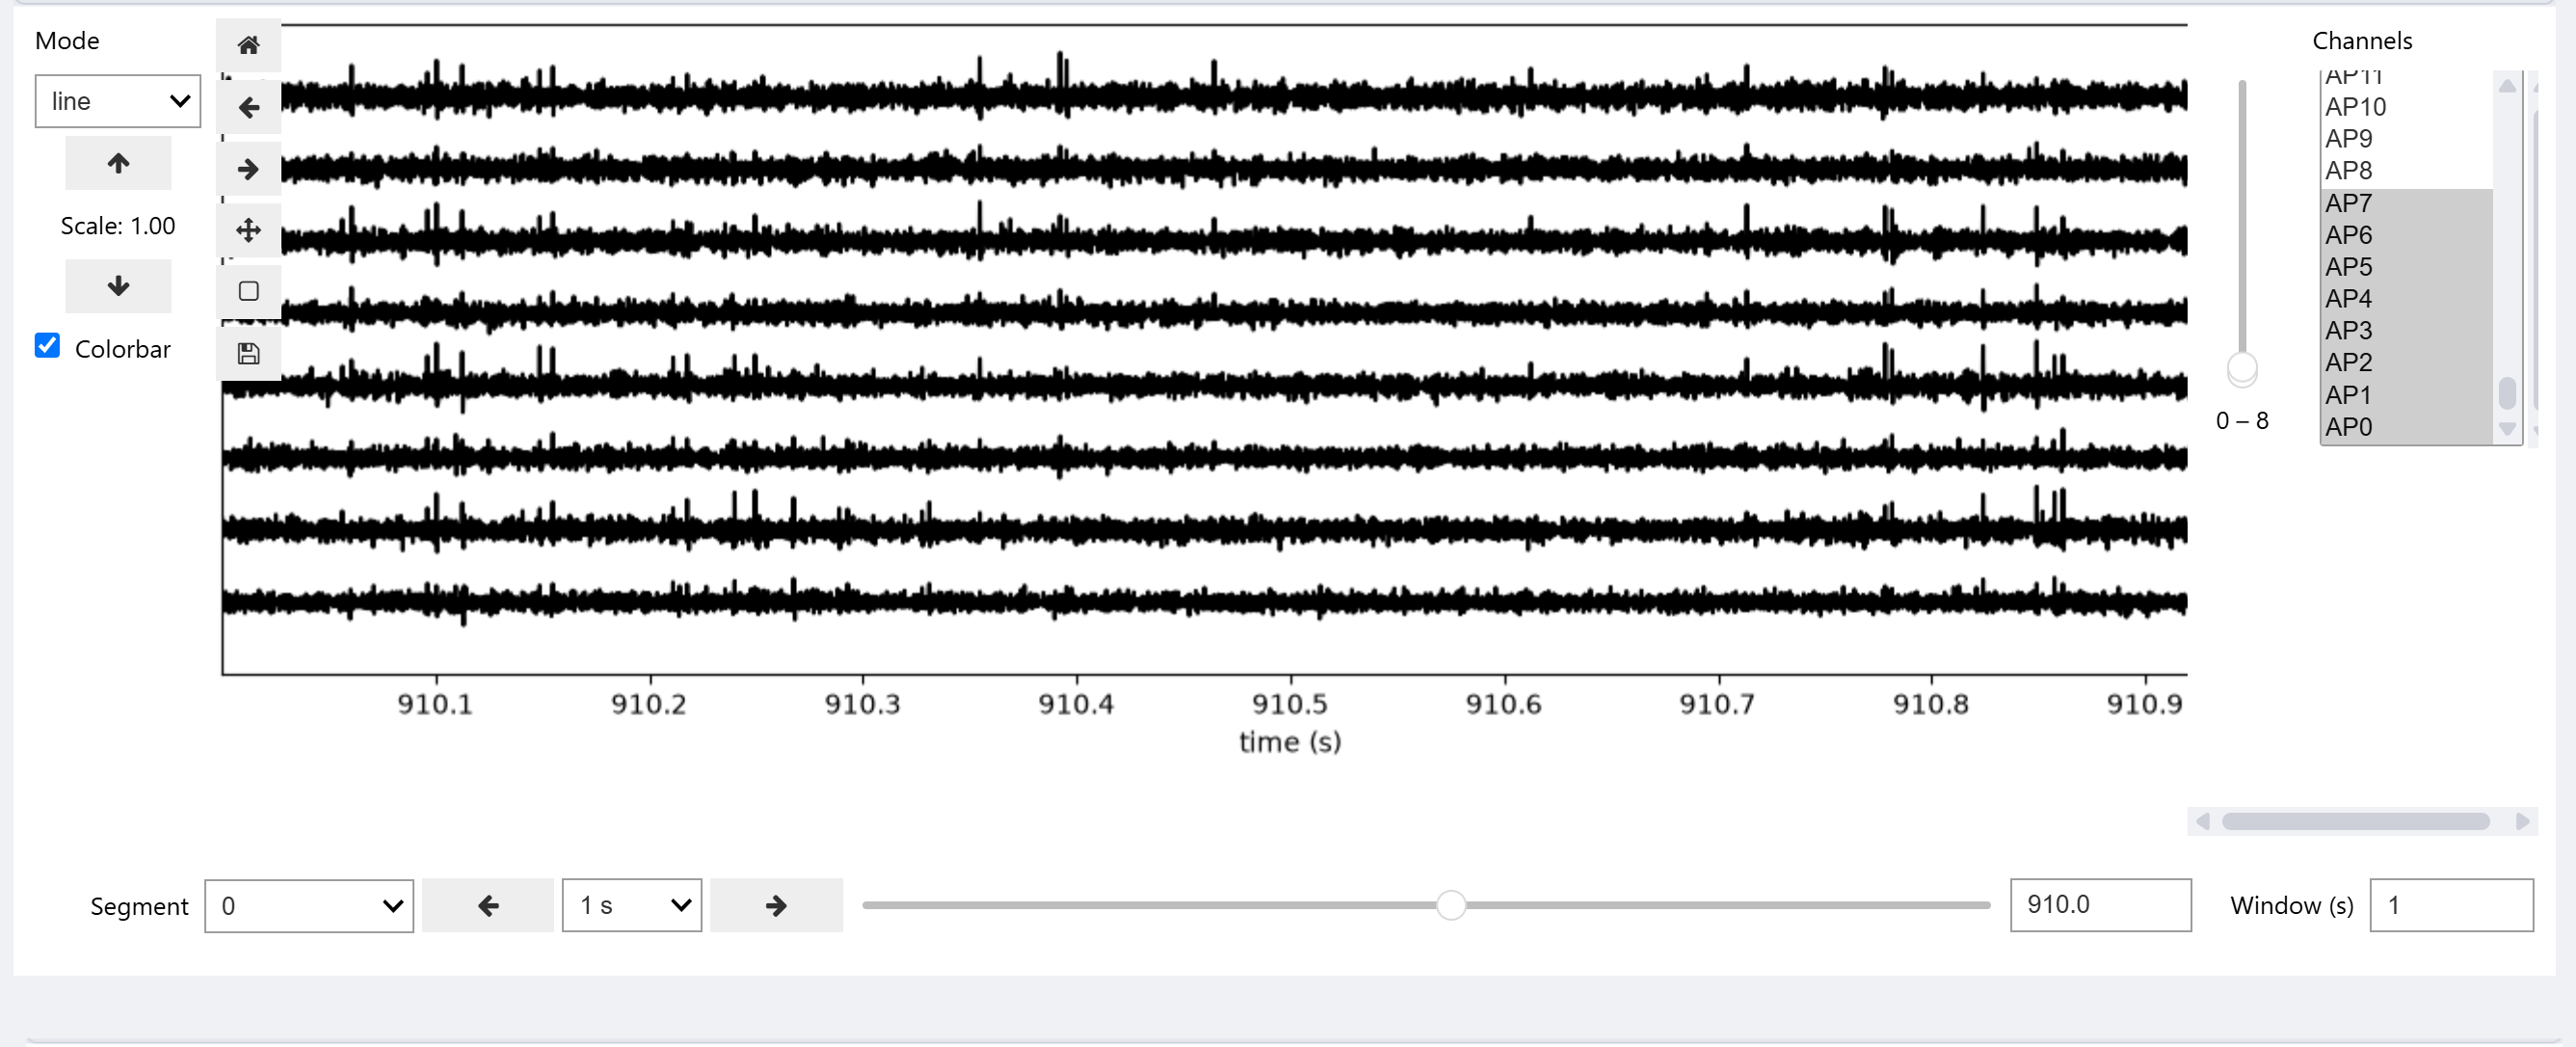 Mode
line
Scale: 1.00
Colorbar
910.1 910.2 910.3 910.4 910.5 910.6 910.7 910.8 910.9
time (s)
0 – 8
Channels
AP11
AP10
AP9
AP8
AP7
AP6
AP5
AP4
AP3
AP2
AP1
AP0
Segment 0 1 s 910.0 Window (s) 1